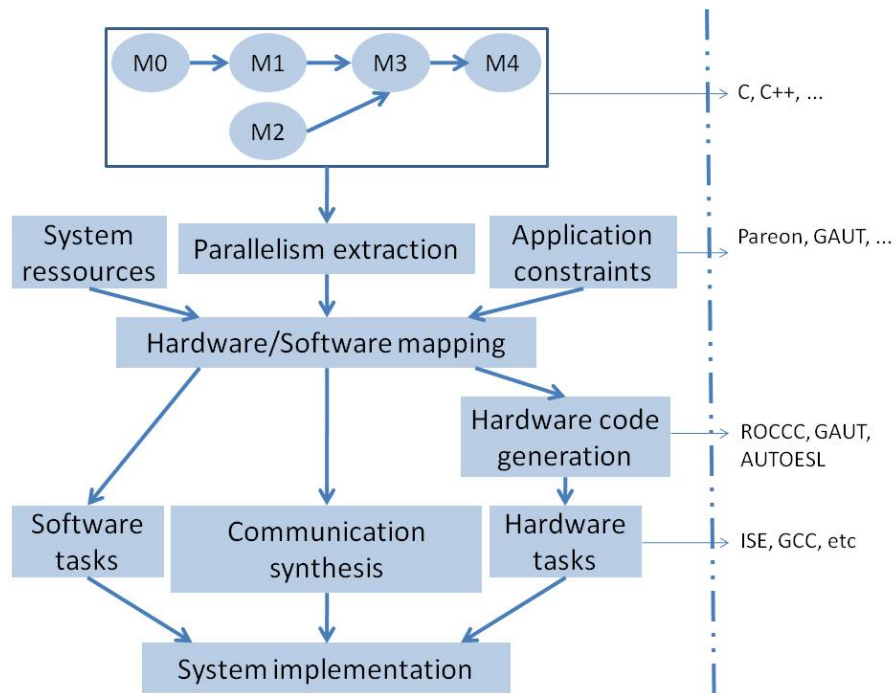 M0
M1
M3
M4
M2
C, C++, ...
System
ressources
Parallelism extraction
Application
constraints
Pareon, GAUT, ...
Hardware/Software mapping
Hardware code
generation
ROCCC, GAUT,
AUTOESL
Software
tasks
Communication
synthesis
Hardware
tasks
ISE, GCC, etc
System implementation